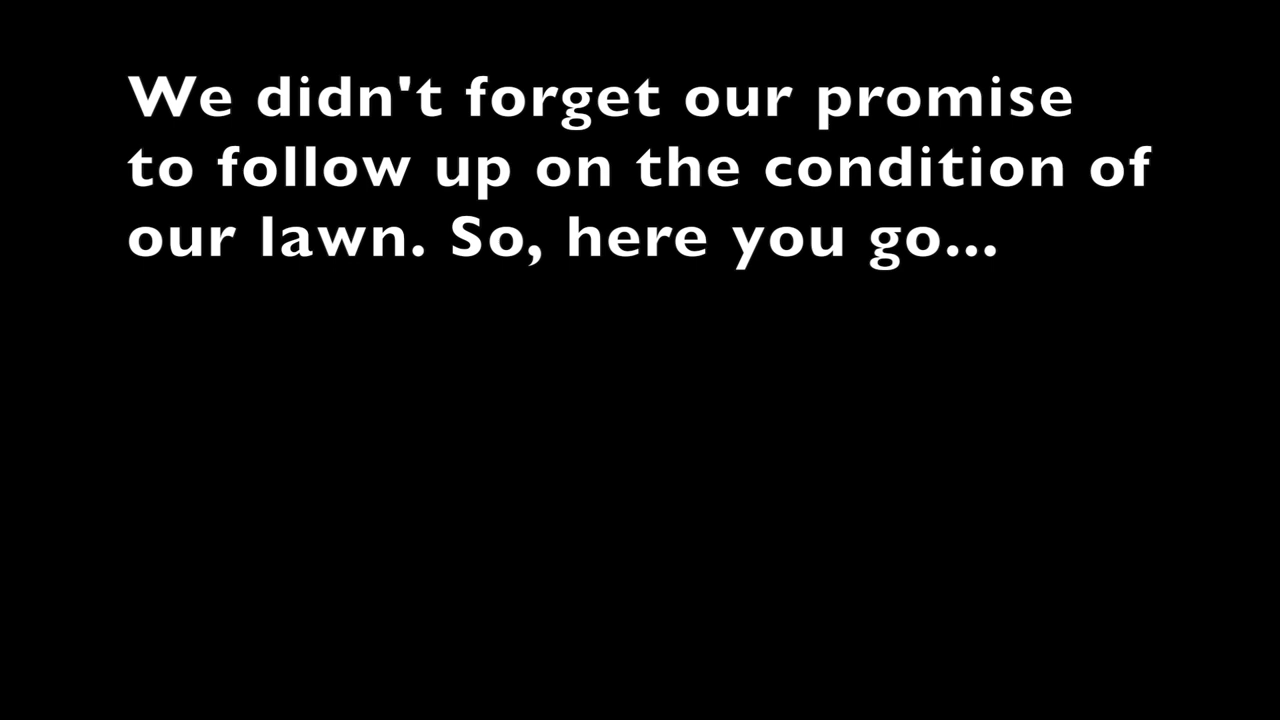 We didn't forget our promise
to follow up on the condition of
our lawn. So, here you go...